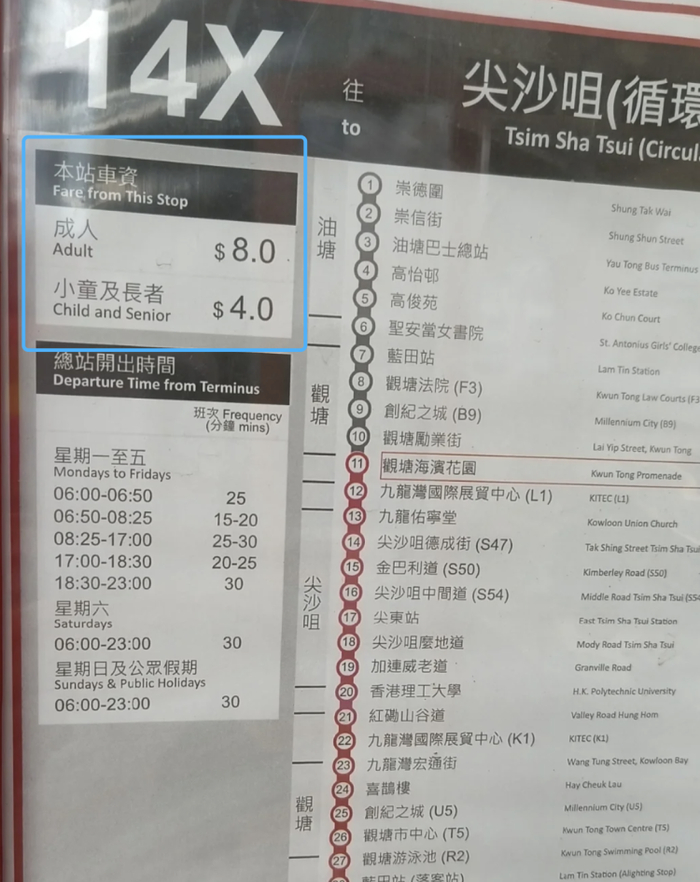 14X
往
to
尖沙咀(循環
Tsim Sha Tsui (Circul
本站車資
Fare from This Stop
成人
Adult
$ 8.0
小童及長者
Child and Senior
$ 4.0
總站開出時間
Departure Time from Terminus
班次 Frequency
(分鐘 mins)
星期一至五
Mondays to Fridays
06:00-06:50 25
06:50-08:25 15-20
08:25-17:00 25-30
17:00-18:30 20-25
18:30-23:00 30
星期六
Saturdays
06:00-23:00 30
星期日及公眾假期
Sundays & Public Holidays
06:00-23:00 30
油塘
觀塘
尖沙咀
觀塘
1 崇德圍 Shung Tak Wai
2 崇信街 Shung Shun Street
3 油塘巴士總站 Yau Tong Bus Terminus
4 高怡邨 Ko Yee Estate
5 高俊苑 Ko Chun Court
6 聖安當女書院 St. Antonius Girls' Colleg
7 藍田站 Lam Tin Station
8 觀塘法院 (F3) Kwun Tong Law Courts (F3
9 創紀之城 (B9) Millennium City (B9)
10 觀塘勵業街 Lai Yip Street, Kwun Tong
11 觀塘海濱花園 Kwun Tong Promenade
12 九龍灣國際展貿中心 (L1) KITEC (L1)
13 九龍佑寧堂 Kowloon Union Church
14 尖沙咀德成街 (S47) Tak Shing Street Tsim Sha Tsui
15 金巴利道 (S50) Kimberley Road (S50)
16 尖沙咀中間道 (S54) Middle Road Tsim Sha Tsui (S54
17 尖東站 East Tsim Sha Tsui Station
18 尖沙咀麼地道 Mody Road Tsim Sha Tsui
19 加連威老道 Granville Road
20 香港理工大學 H.K. Polytechnic University
21 紅磡山谷道 Valley Road Hung Hom
22 九龍灣國際展貿中心 (K1) KITEC (K1)
23 九龍灣宏通街 Wang Tung Street, Kowloon Bay
24 喜鵲樓 Hay Cheuk Lau
25 創紀之城 (U5) Millennium City (U5)
26 觀塘市中心 (T5) Kwun Tong Town Centre (T5)
27 觀塘游泳池 (R2) Kwun Tong Swimming Pool (R2)
藍田站 (落客站) Lam Tin Station (Alighting Stop)